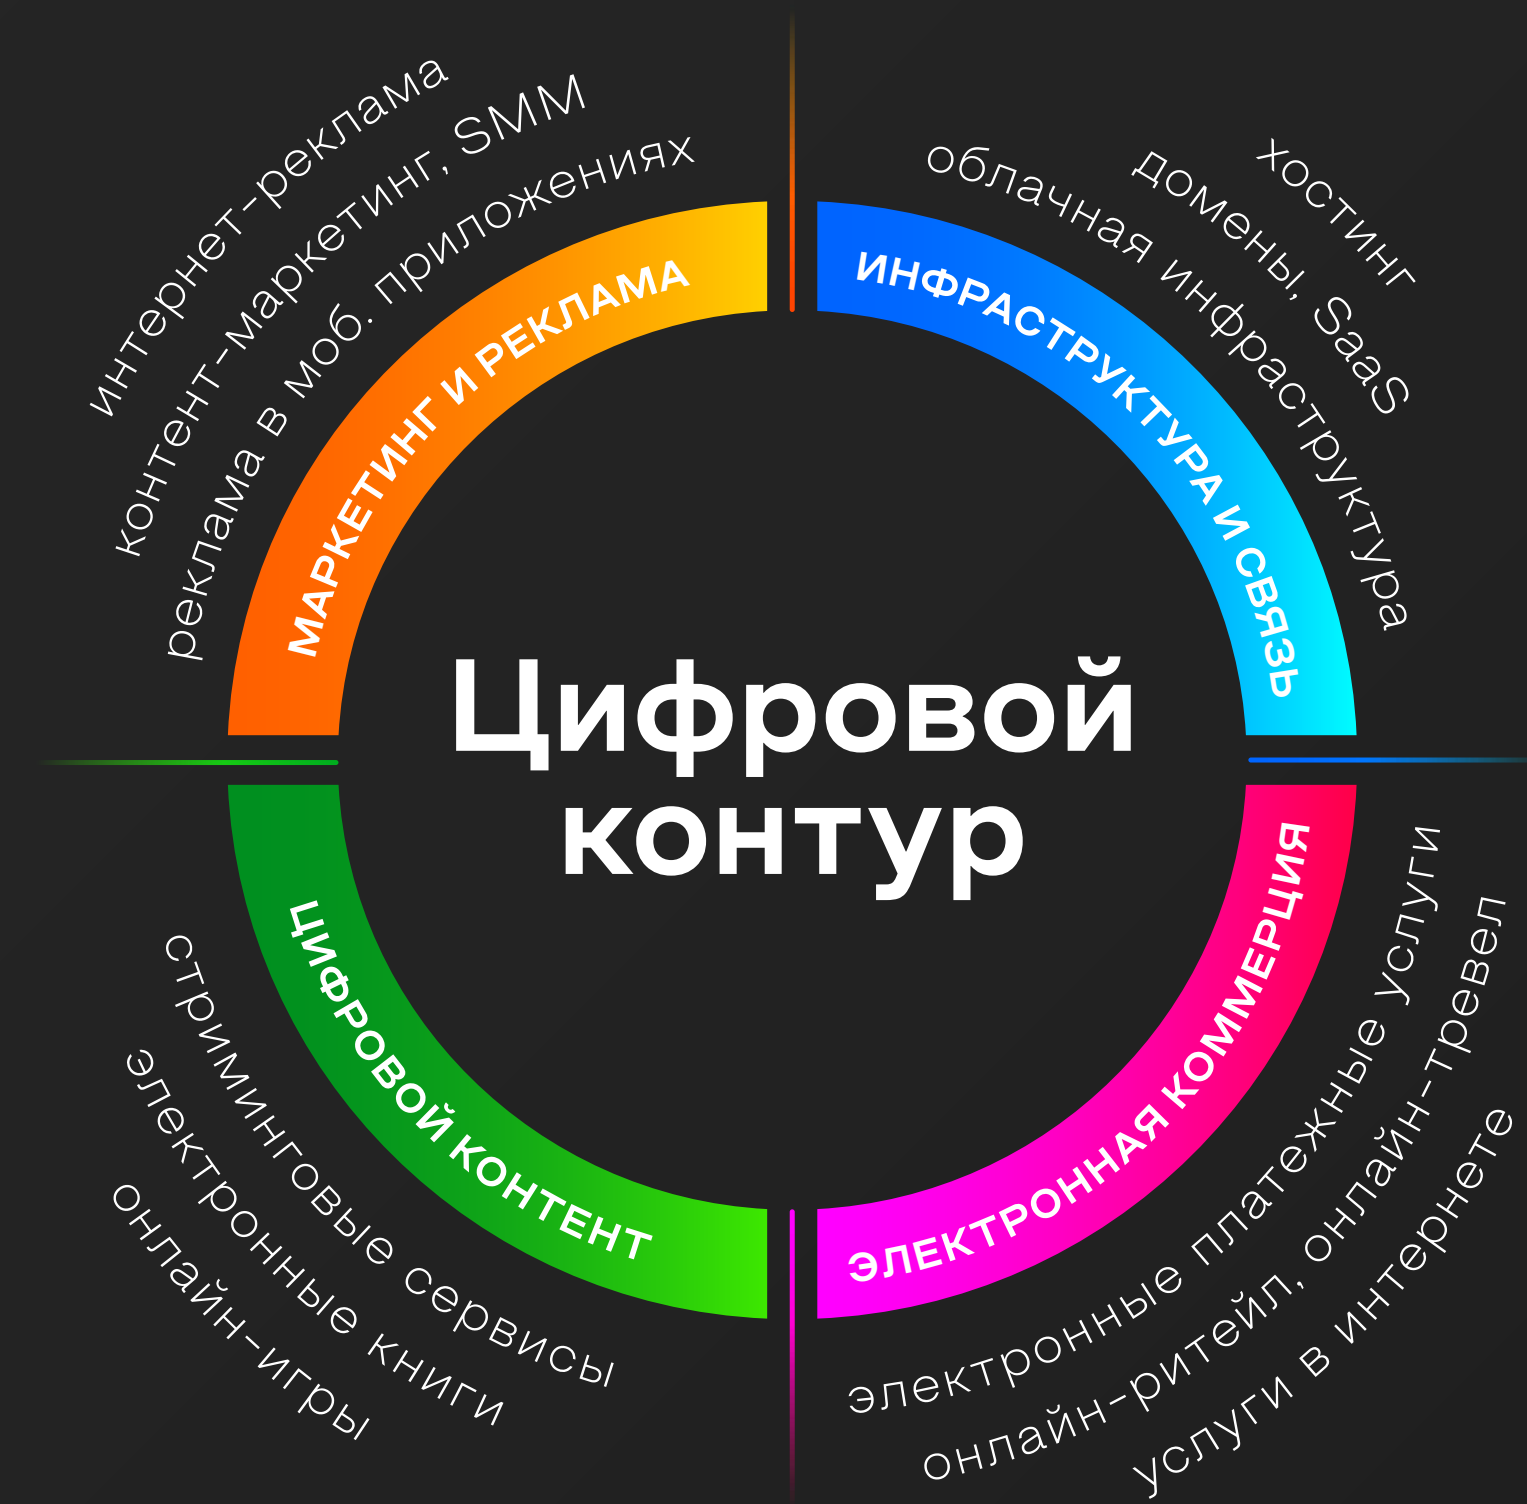 интернет-реклама
контент-маркетинг, SMM
реклама в моб. приложениях
МАРКЕТИНГ И РЕКЛАМА
хостинг
домены, SaaS
облачная инфраструктура
ИНФРАСТРУКТУРА И СВЯЗЬ
Цифровой
контур
ЦИФРОВОЙ КОНТЕНТ
стриминговые сервисы
электронные книги
онлайн-игры
ЭЛЕКТРОННАЯ КОММЕРЦИЯ
электронные платежные услуги
онлайн-ритейл, онлайн-тревел
услуги в интернете